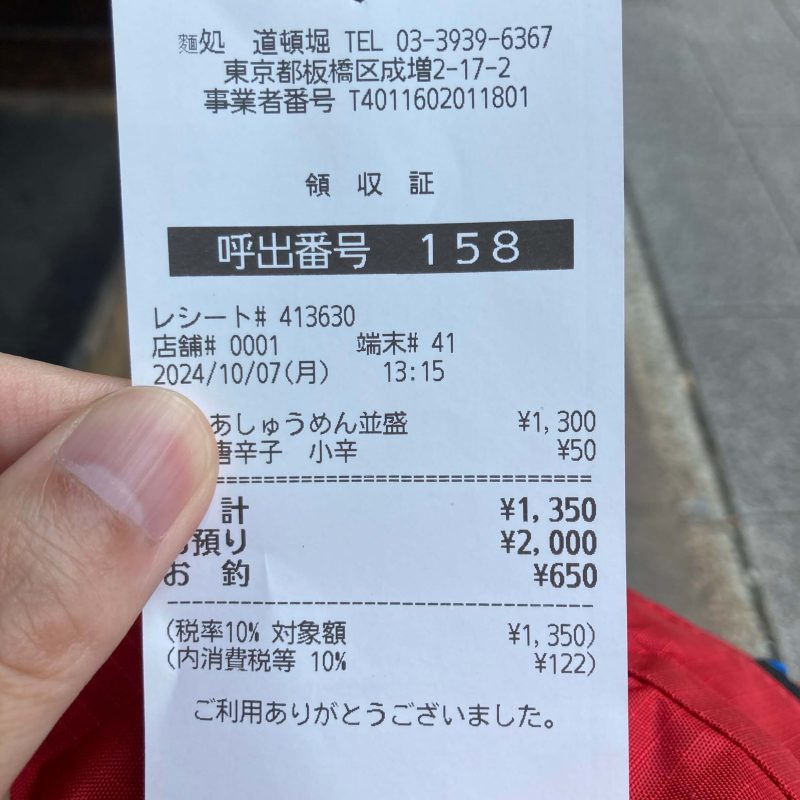 麵処 道頓堀 TEL 03-3939-6367
東京都板橋区成増2-17-2
事業者番号 T4011602011801
領 収 証
呼出番号 158
レシート# 413630
店舗# 0001 端末# 41
2024/10/07(月) 13:15
あしゅうめん並盛 ¥1,300
唐辛子 小辛 ¥50
計 ¥1,350
お預り ¥2,000
お 釣 ¥650
(税率10% 対象額 ¥1,350)
(内消費税等 10% ¥122)
ご利用ありがとうございました。